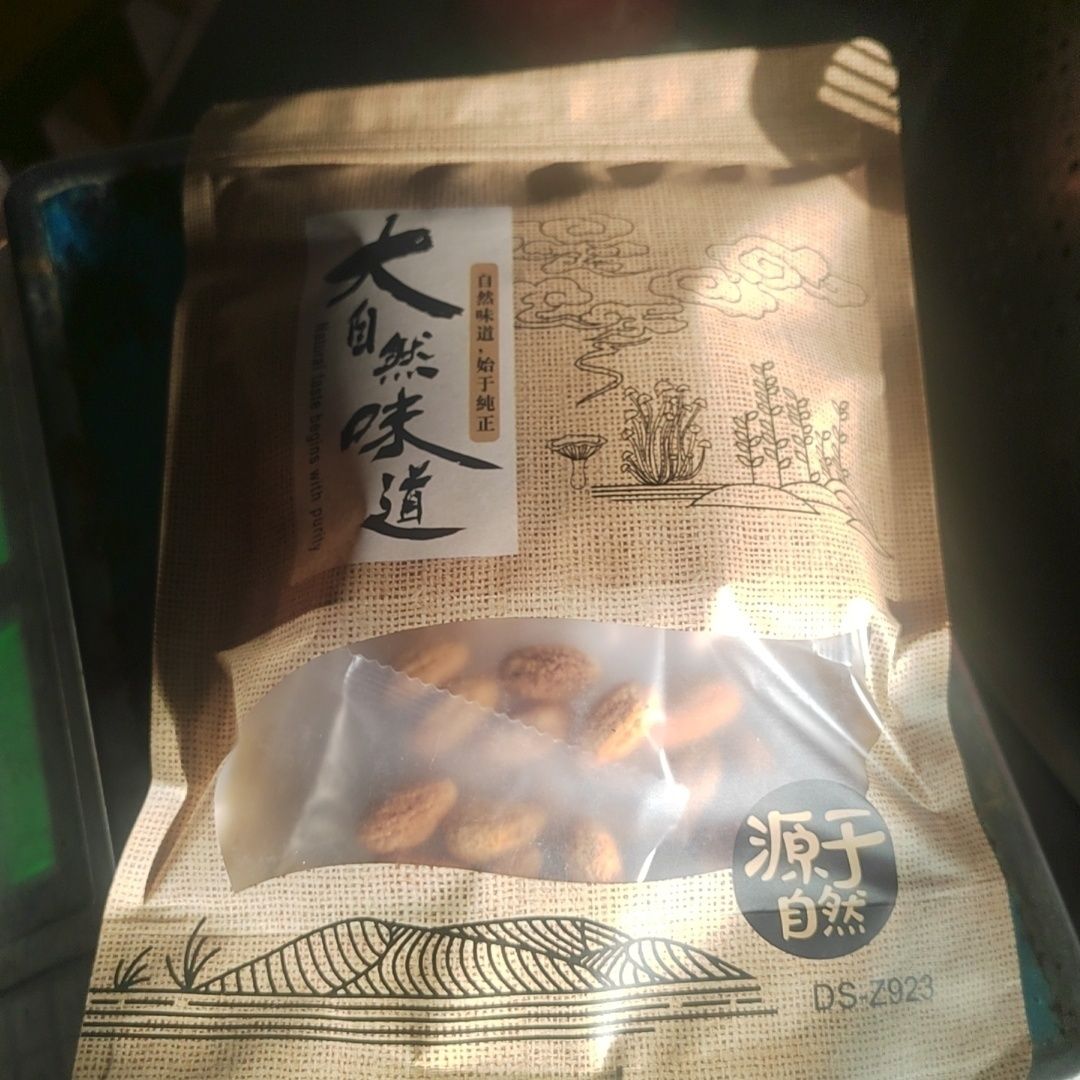 大自然味道
自然味道，始于純正
Natural taste begins with purity
源于
自然
DS-Z923